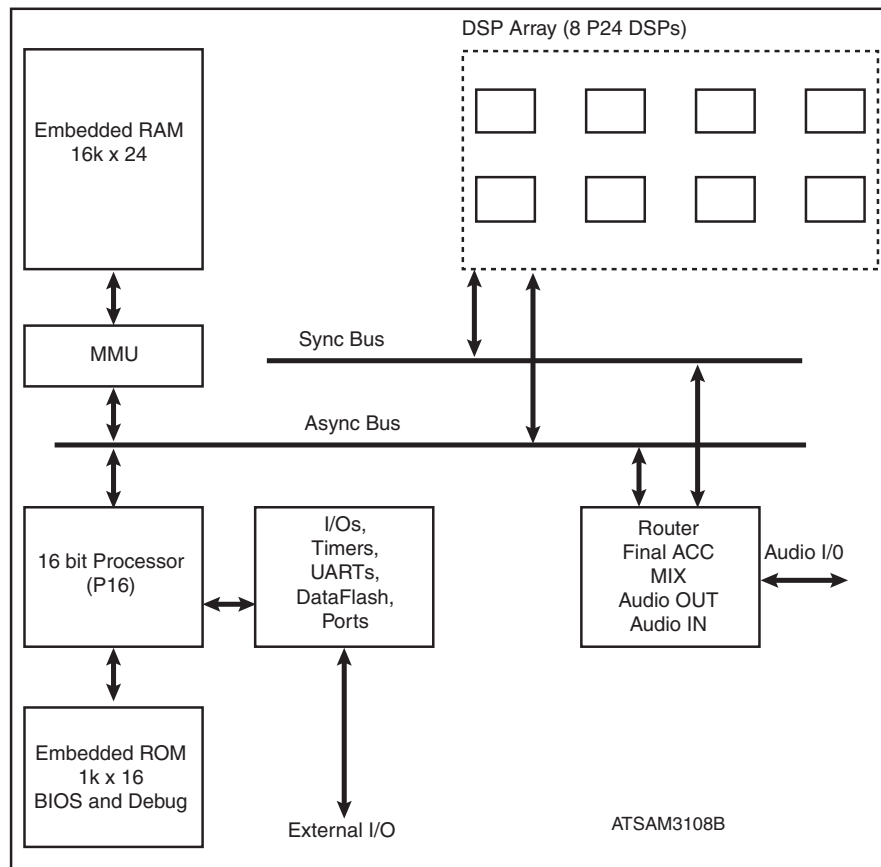 DSP Array (8 P24 DSPs)
Embedded RAM
16k x 24
MMU
Sync Bus
Async Bus
16 bit Processor
(P16)
I/Os,
Timers,
UARTs,
DataFlash,
Ports
Router
Final ACC
MIX
Audio OUT
Audio IN
Audio I/0
Embedded ROM
1k x 16
BIOS and Debug
External I/O
ATSAM3108B